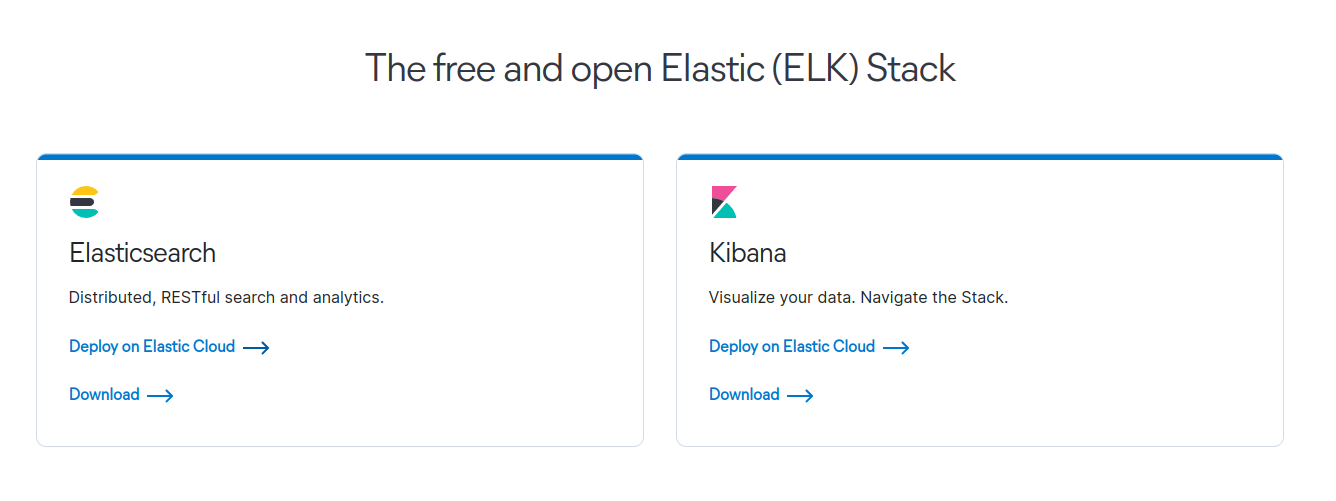 The free and open Elastic (ELK) Stack
Elasticsearch
Distributed, RESTful search and analytics.
Deploy on Elastic Cloud
Download
Kibana
Visualize your data. Navigate the Stack.
Deploy on Elastic Cloud
Download